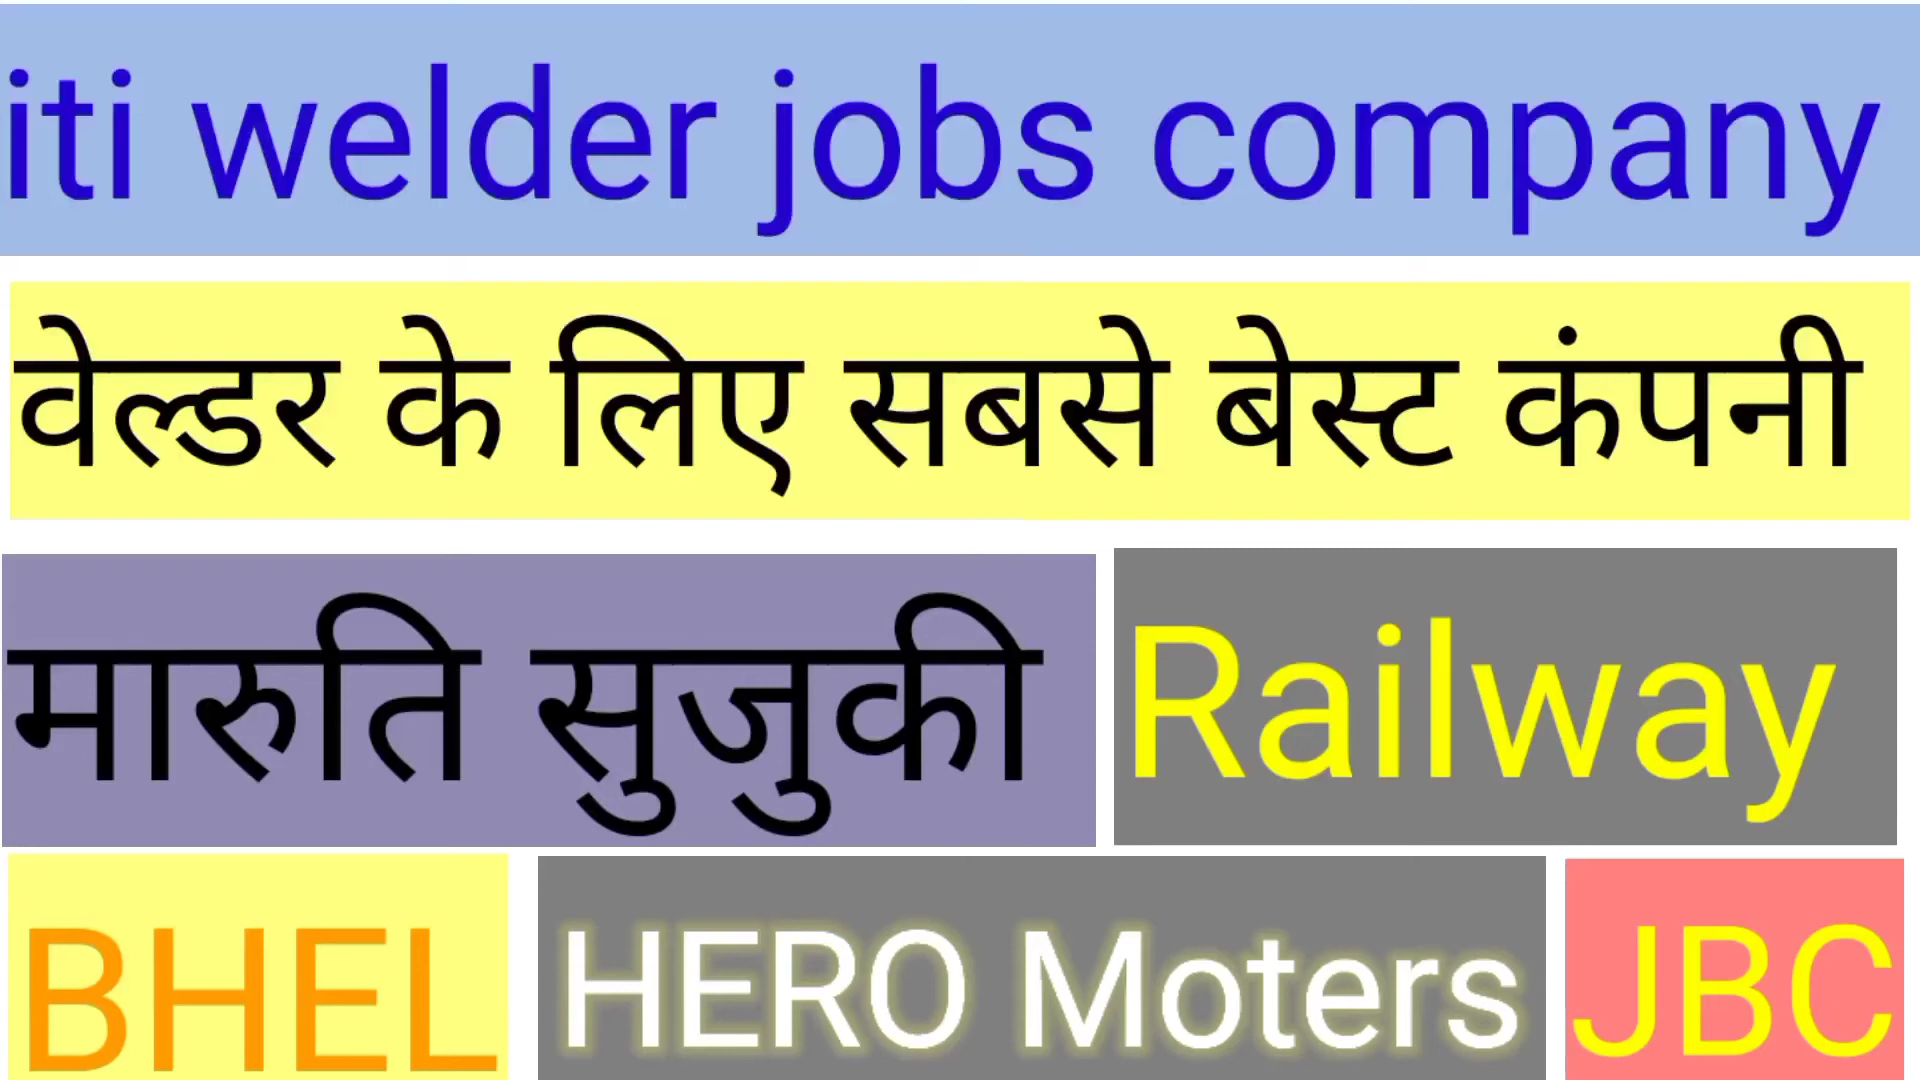 iti welder jobs company
वेल्डर के लिए सबसे बेस्ट कंपनी
मारुति सुजुकी Railway
BHEL HERO Moters JBC